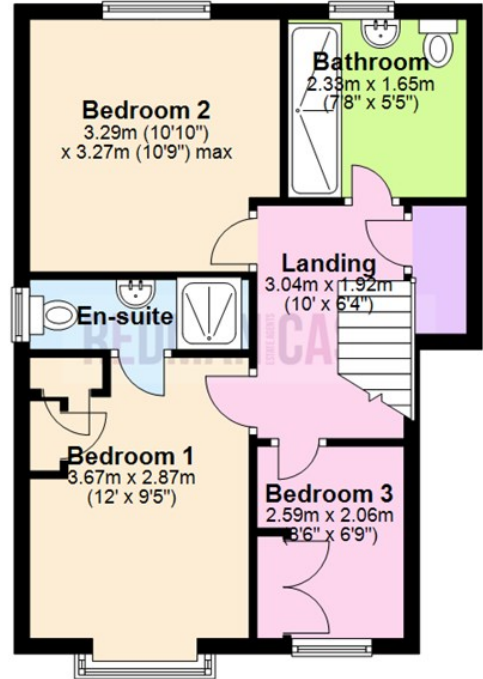 Bathroom
2.33m x 1.65m
(7'8" x 5'5")
Bedroom 2
3.29m (10'10")
x 3.27m (10'9") max
Landing
3.04m x 1.92m
(10' x 6'4")
En-suite
Bedroom 1
3.67m x 2.87m
(12' x 9'5")
Bedroom 3
2.59m x 2.06m
(8'6" x 6'9")